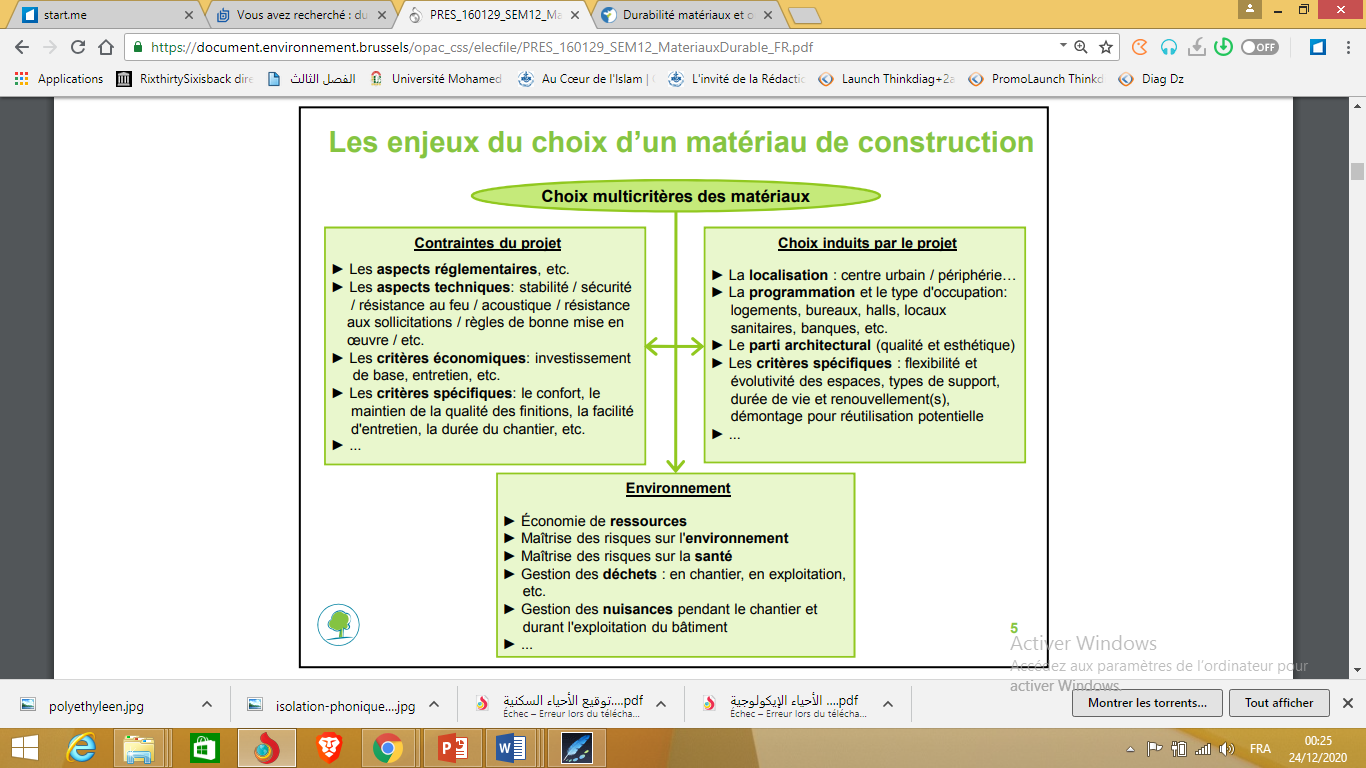 start.me
Vous avez recherché : du
PRES_160129_SEM12_Ma
Durabilité matériaux et o
https://document.environnement.brussels/opac_css/elecfile/PRES_160129_SEM12_MateriauxDurable_FR.pdf
OFF
Applications
RixthirtySixisback dire
الفصل الثالث
Université Mohamed
Au Cœur de l'Islam |
L'invité de la Rédactio
Launch Thinkdiag+2a
PromoLaunch Thinkd
Diag Dz
Les enjeux du choix d’un matériau de construction
Choix multicritères des matériaux
Contraintes du projet
► Les aspects réglementaires, etc.
► Les aspects techniques: stabilité / sécurité
/ résistance au feu / acoustique / résistance
aux sollicitations / règles de bonne mise en
œuvre / etc.
► Les critères économiques: investissement
de base, entretien, etc.
► Les critères spécifiques: le confort, le
maintien de la qualité des finitions, la facilité
d'entretien, la durée du chantier, etc.
► ...
Choix induits par le projet
► La localisation : centre urbain / périphérie…
► La programmation et le type d'occupation:
logements, bureaux, halls, locaux
sanitaires, banques, etc.
► Le parti architectural (qualité et esthétique)
► Les critères spécifiques : flexibilité et
évolutivité des espaces, types de support,
durée de vie et renouvellement(s),
démontage pour réutilisation potentielle
► ...
Environnement
► Économie de ressources
► Maîtrise des risques sur l'environnement
► Maîtrise des risques sur la santé
► Gestion des déchets : en chantier, en exploitation,
etc.
► Gestion des nuisances pendant le chantier et
durant l'exploitation du bâtiment
► ...
5
Activer Windows
Accédez aux paramètres de l'ordinateur pour
activer Windows.
polyethyleen.jpg
isolation-phonique....jpg
توقيع الأحياء السكنية....pdf
Échec – Erreur lors du télécha...
الأحياء الإيكولوجية ....pdf
Échec – Erreur lors du télécha...
Montrer les torrents...
Tout afficher
FRA
00:25
24/12/2020